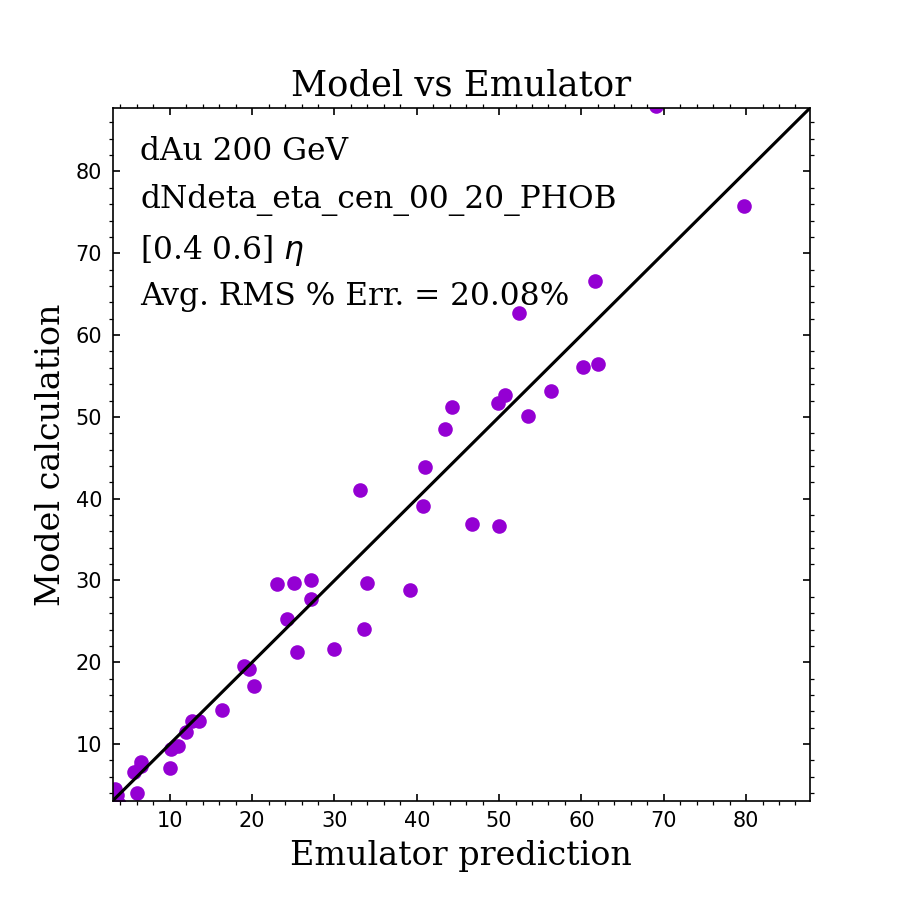 Model vs Emulator
dAu 200 GeV
dNdeta_eta_cen_00_20_PHOB
[0.4 0.6] η
Avg. RMS % Err. = 20.08%
Model calculation
80
70
60
50
40
30
20
10
10 20 30 40 50 60 70 80
Emulator prediction